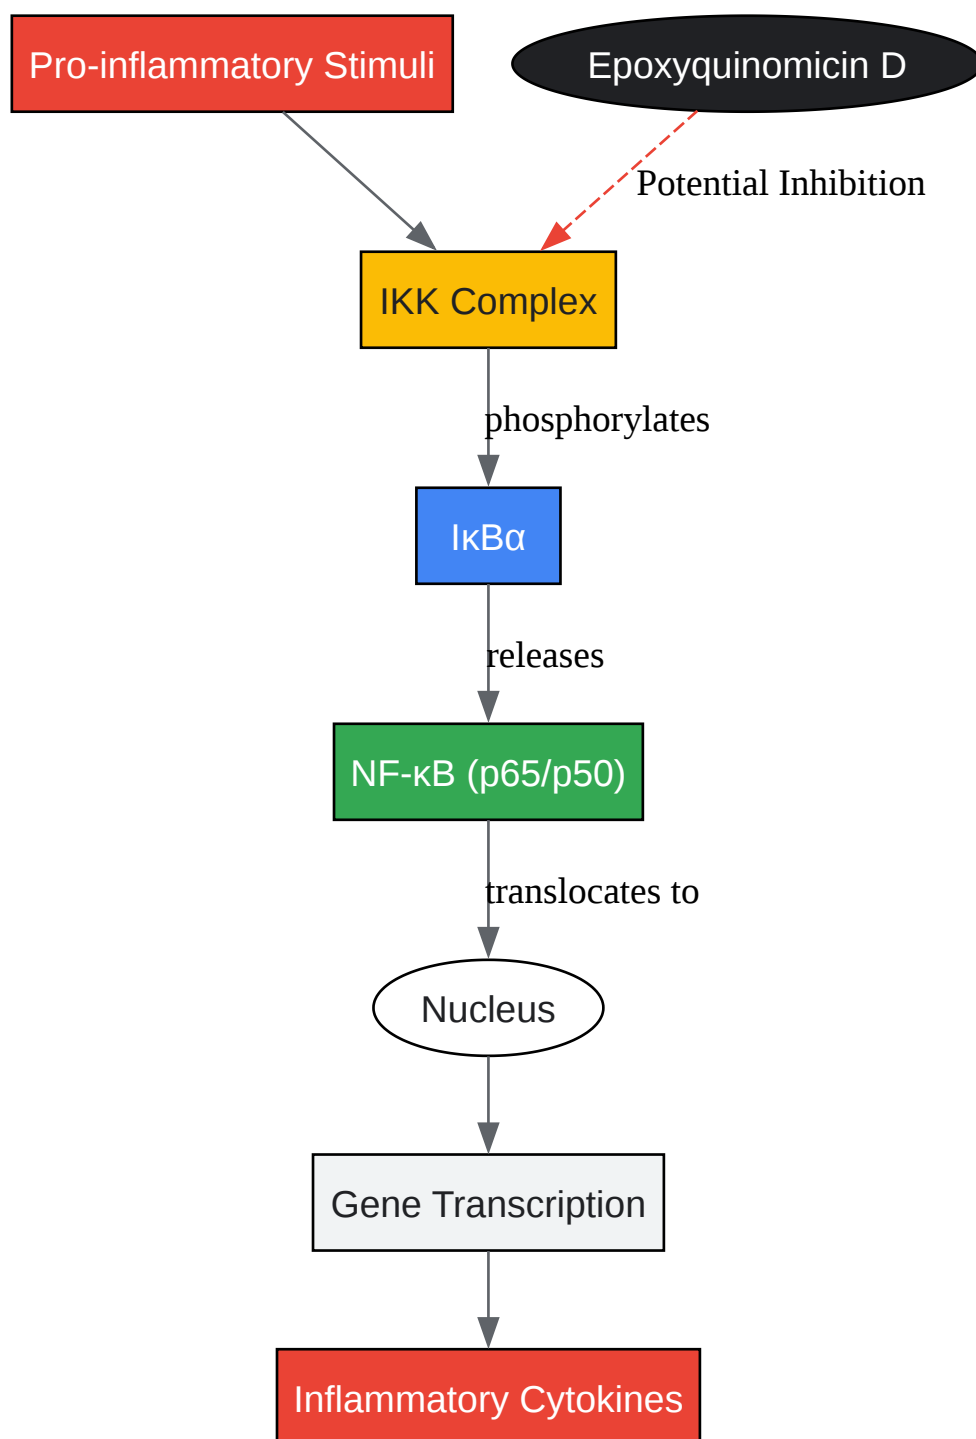 Pro-inflammatory Stimuli
Epoxyquinomicin D
Potential Inhibition
IKK Complex
phosphorylates
IκBα
releases
NF-κB (p65/p50)
translocates to
Nucleus
Gene Transcription
Inflammatory Cytokines